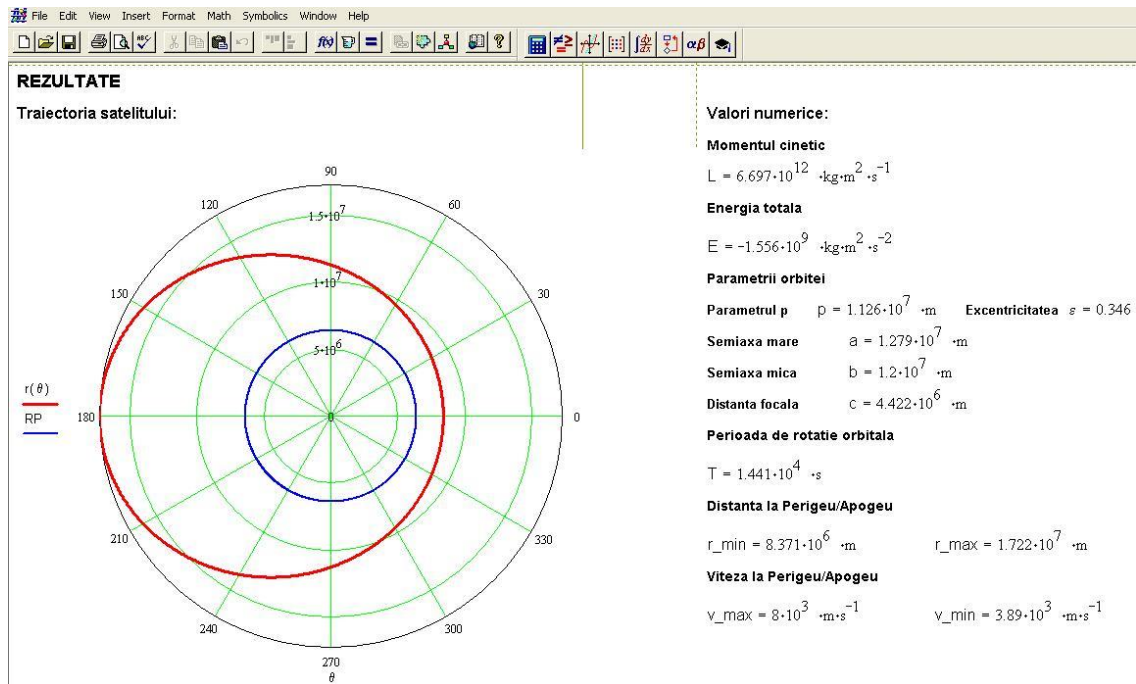 File Edit View Insert Format Math Symbolics Window Help
REZULTATE
Traiectoria satelitului:
90
120
60
1.5•10^7
1•10^7
150
30
5•10^6
r(θ)
RP
180
0
0
210
330
240
300
270
θ
Valori numerice:
Momentul cinetic
L = 6.697•10^12 •kg•m^2 •s^-1
Energia totala
E = -1.556•10^9 •kg•m^2 •s^-2
Parametrii orbitei
Parametrul p p = 1.126•10^7 •m Excentricitatea ε = 0.346
Semiaxa mare a = 1.279•10^7 •m
Semiaxa mica b = 1.2•10^7 •m
Distanta focala c = 4.422•10^6 •m
Perioada de rotatie orbitala
T = 1.441•10^4 •s
Distanta la Perigeu/Apogeu
r_min = 8.371•10^6 •m r_max = 1.722•10^7 •m
Viteza la Perigeu/Apogeu
v_max = 8•10^3 •m•s^-1 v_min = 3.89•10^3 •m•s^-1